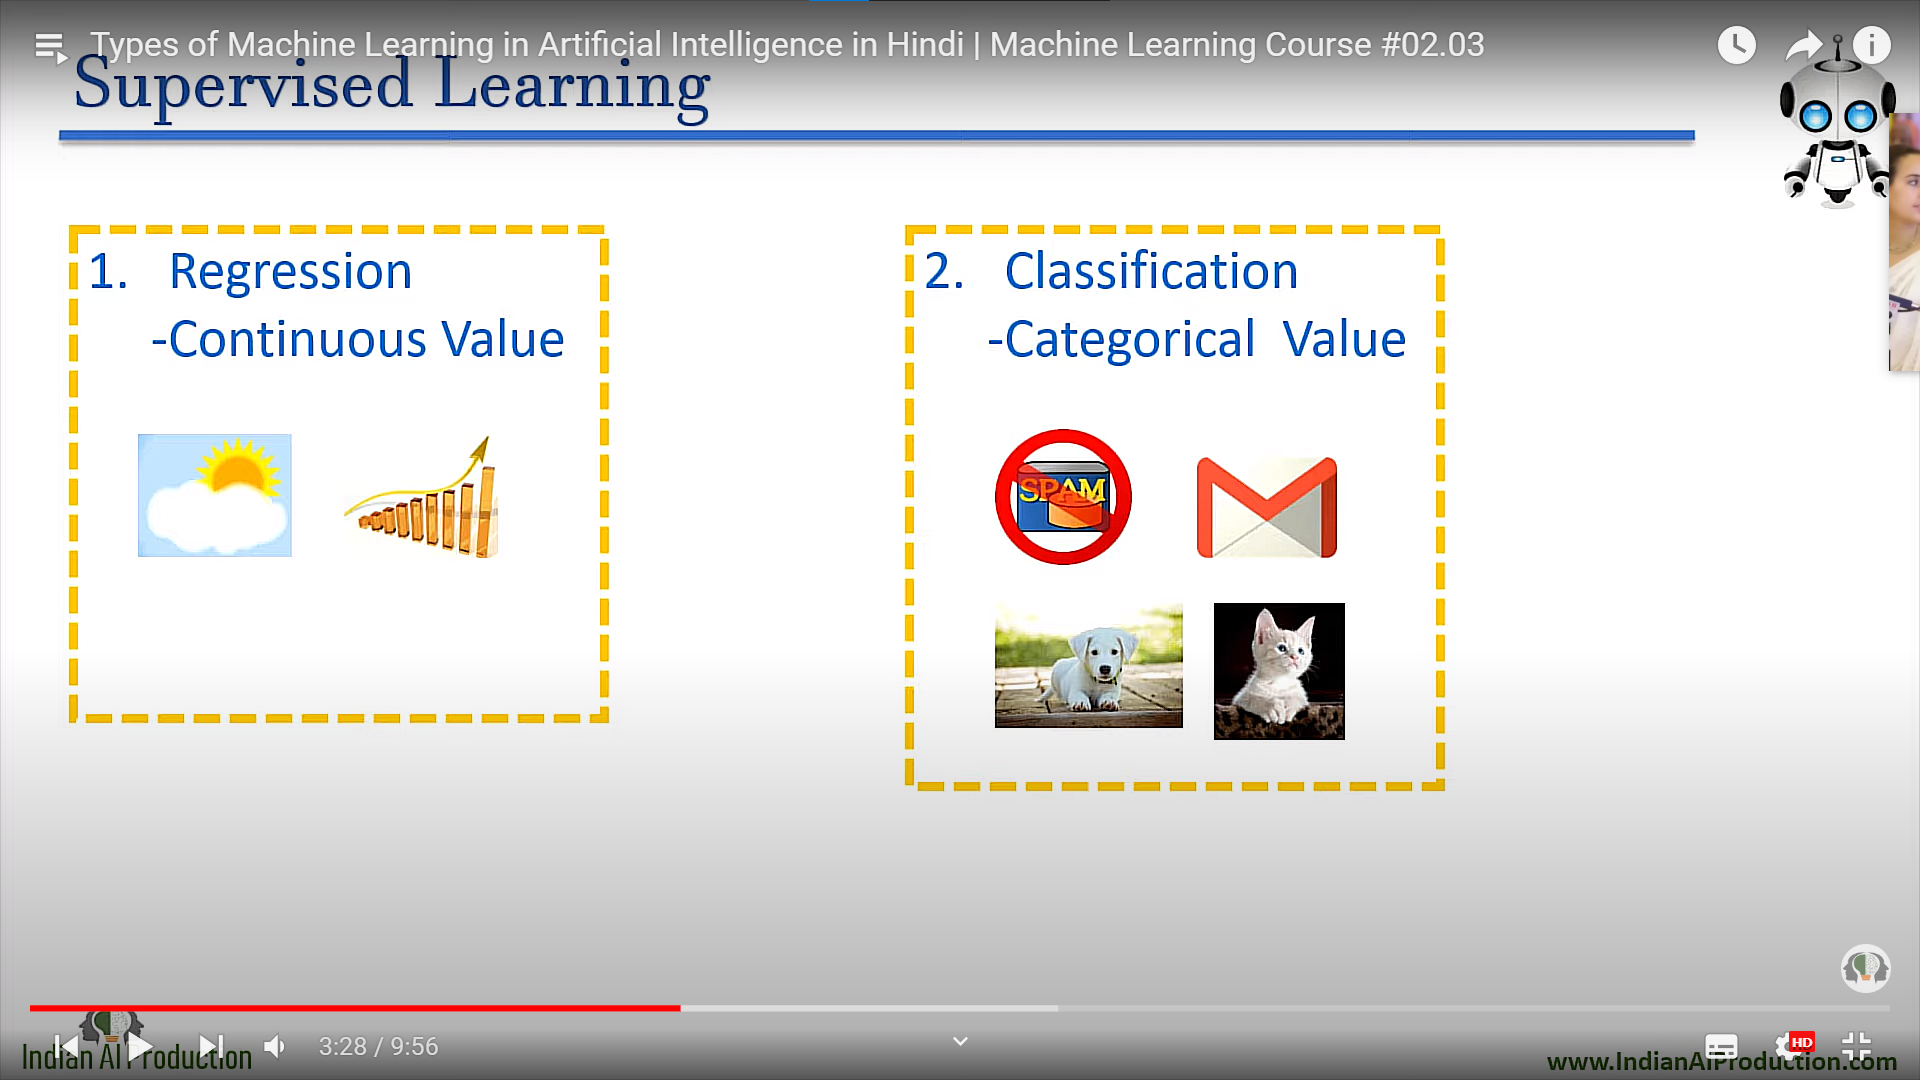 Types of Machine Learning in Artificial Intelligence in Hindi | Machine Learning Course #02.03
Supervised Learning
1. Regression
-Continuous Value
2. Classification
-Categorical Value
SPAM
3:28 / 9:56
HD
Indian AI Production
www.IndianAIProduction.com